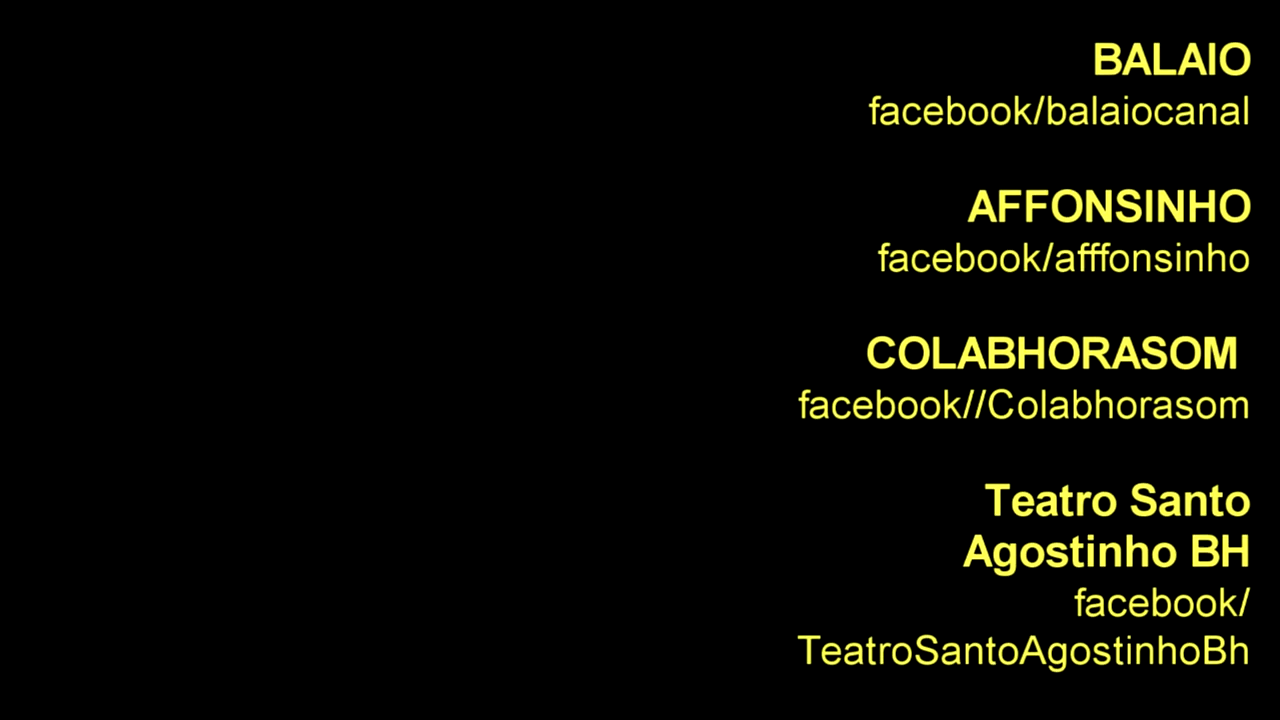 BALAIO
facebook/balaiocanal
AFFONSINHO
facebook/afffonsinho
COLABHORASOM
facebook//Colabhorasom
Teatro Santo
Agostinho BH
facebook/
TeatroSantoAgostinhoBh